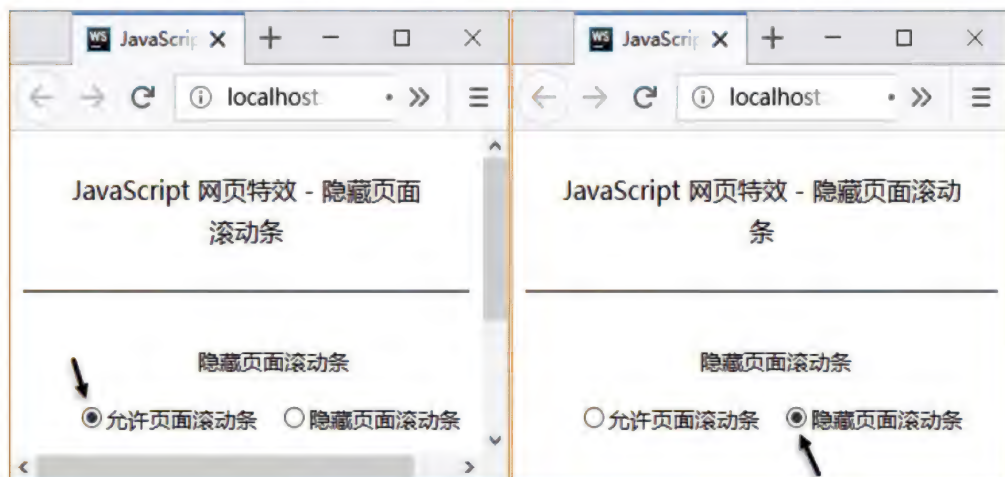 WS JavaScrip
localhost
JavaScript 网页特效 - 隐藏页面
滚动条
隐藏页面滚动条
允许页面滚动条 隐藏页面滚动条
WS JavaScrip
localhost
JavaScript 网页特效 - 隐藏页面滚动
条
隐藏页面滚动条
允许页面滚动条 隐藏页面滚动条